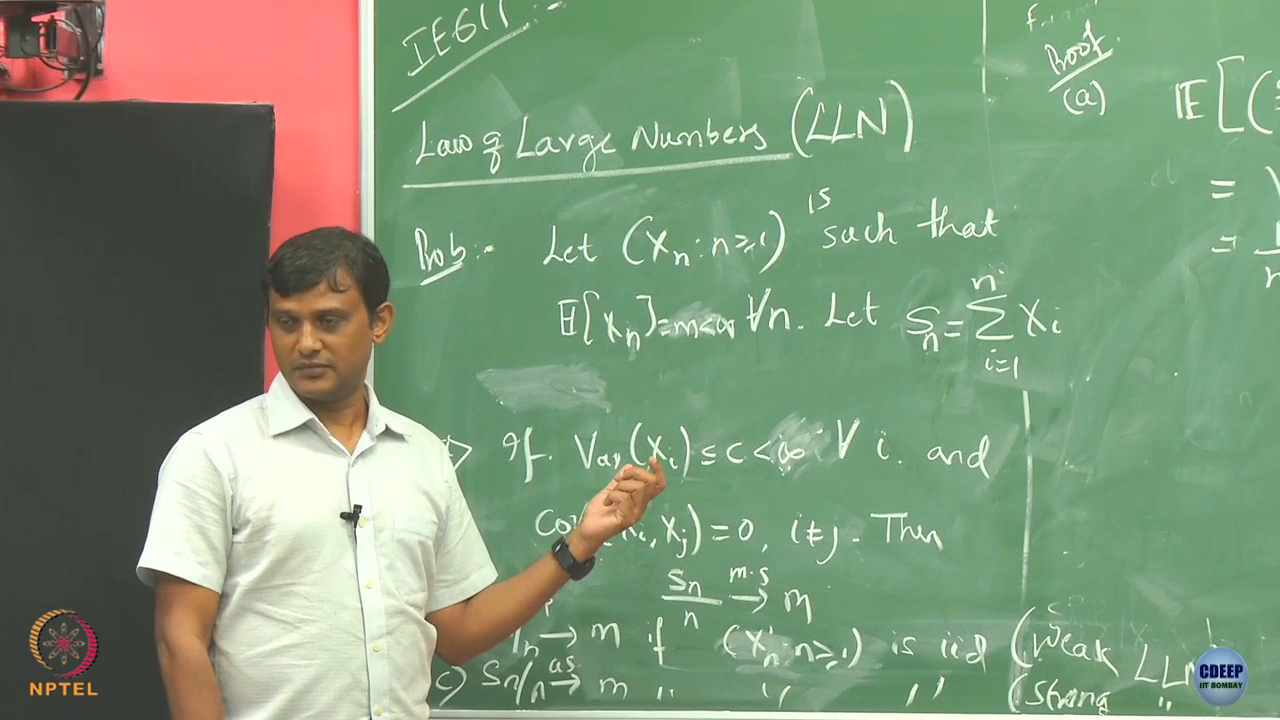 IE611:-
Law of Large Numbers (LLN)
Prob:- Let (Xn: n≥1) is such that
E[Xn]=m<∞ ∀n. Let Sn = Σ_{i=1}^{n} Xi
If Var(Xi) ≤ c < ∞ ∀ i. and
Cov(Xi, Xj) = 0, i≠j. Then
Sn/n →^{m.s} m
→ m if (Xn: n≥1) is iid (Weak LLN
c) Sn/n →^{as} m " " " (Strong "
Proof
(a)
E[(
=
=
NPTEL
CDEEP
IIT BOMBAY